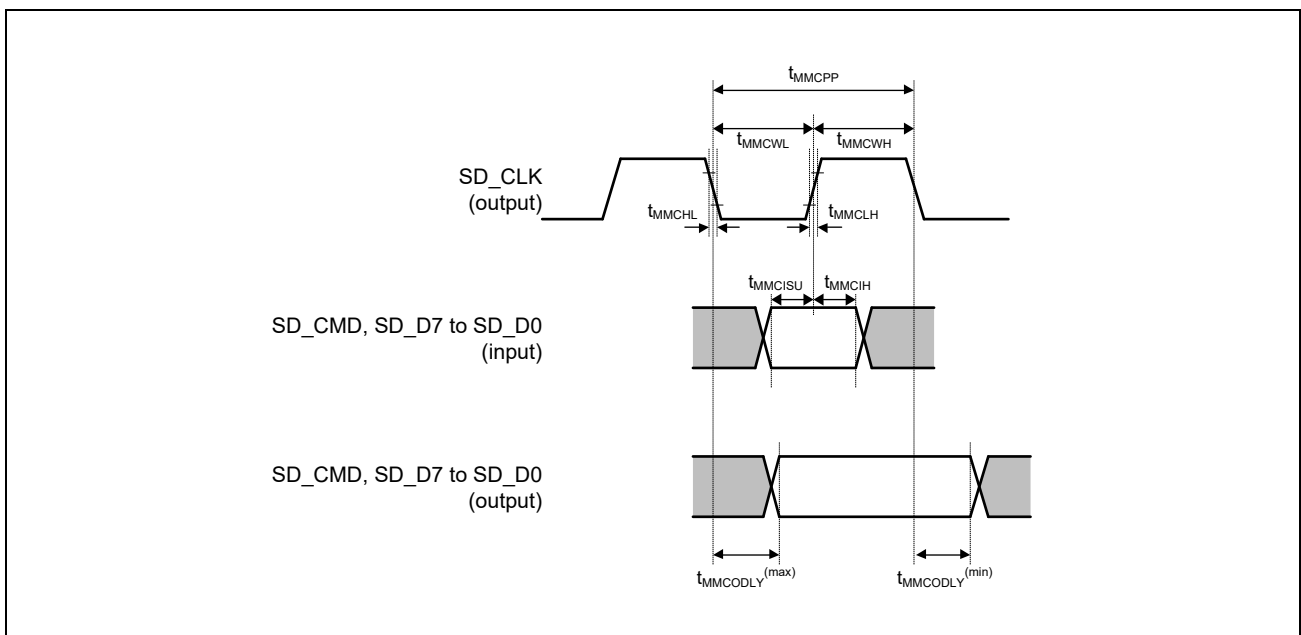 tMMCPP
tMMCWL
tMMCWH
SD_CLK
(output)
tMMCHL
tMMCLH
tMMCISU
tMMCIH
SD_CMD, SD_D7 to SD_D0
(input)
SD_CMD, SD_D7 to SD_D0
(output)
tMMCODLY(max)
tMMCODLY(min)